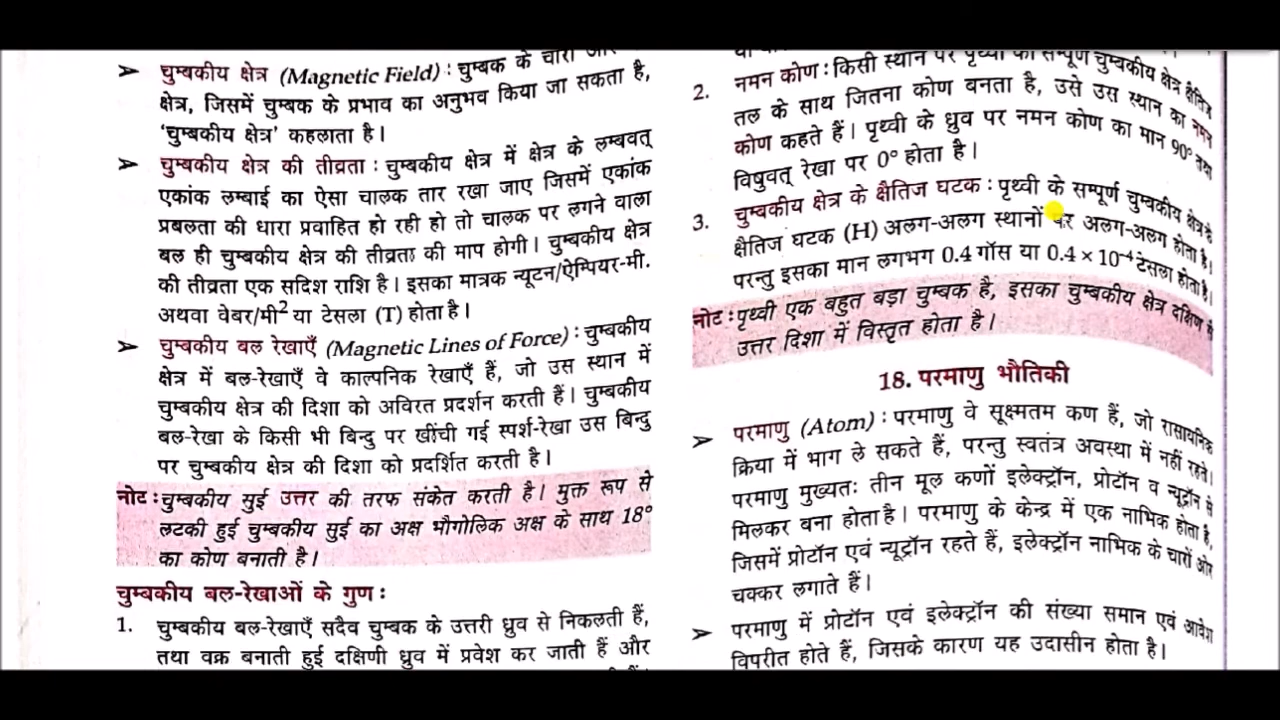 ➤ चुम्बकीय क्षेत्र (Magnetic Field) : चुम्बक के चारों ओर
क्षेत्र, जिसमें चुम्बक के प्रभाव का अनुभव किया जा सकता है,
'चुम्बकीय क्षेत्र' कहलाता है।
➤ चुम्बकीय क्षेत्र की तीव्रता : चुम्बकीय क्षेत्र में क्षेत्र के लम्बवत्
एकांक लम्बाई का ऐसा चालक तार रखा जाए जिसमें एकांक
प्रबलता की धारा प्रवाहित हो रही हो तो चालक पर लगने वाला
बल ही चुम्बकीय क्षेत्र की तीव्रता की माप होगी। चुम्बकीय क्षेत्र
की तीव्रता एक सदिश राशि है। इसका मात्रक न्यूटन/ऐम्पियर-मी.
अथवा वेबर/मी² या टेसला (T) होता है।
➤ चुम्बकीय बल रेखाएँ (Magnetic Lines of Force) : चुम्बकीय
क्षेत्र में बल-रेखाएँ वे काल्पनिक रेखाएँ हैं, जो उस स्थान में
चुम्बकीय क्षेत्र की दिशा को अविरत प्रदर्शन करती हैं। चुम्बकीय
बल-रेखा के किसी भी बिन्दु पर खींची गई स्पर्श-रेखा उस बिन्दु
पर चुम्बकीय क्षेत्र की दिशा को प्रदर्शित करती है।
नोट : चुम्बकीय सुई उत्तर की तरफ संकेत करती है। मुक्त रूप से
लटकी हुई चुम्बकीय सुई का अक्ष भौगोलिक अक्ष के साथ 18°
का कोण बनाती है।
चुम्बकीय बल-रेखाओं के गुण :
1. चुम्बकीय बल-रेखाएँ सदैव चुम्बक के उत्तरी ध्रुव से निकलती हैं,
तथा वक्र बनाती हुई दक्षिणी ध्रुव में प्रवेश कर जाती हैं और
2. नमन कोण : किसी स्थान पर पृथ्वी का सम्पूर्ण चुम्बकीय क्षेत्र क्षैतिज
तल के साथ जितना कोण बनता है, उसे उस स्थान का नमन
कोण कहते हैं। पृथ्वी के ध्रुव पर नमन कोण का मान 90° तथा
विषुवत् रेखा पर 0° होता है।
3. चुम्बकीय क्षेत्र के क्षैतिज घटक : पृथ्वी के सम्पूर्ण चुम्बकीय क्षेत्र के
क्षैतिज घटक (H) अलग-अलग स्थानों पर अलग-अलग होता है।
परन्तु इसका मान लगभग 0.4 गॉस या 0.4 × 10⁻⁴ टेसला होता है।
नोट : पृथ्वी एक बहुत बड़ा चुम्बक है, इसका चुम्बकीय क्षेत्र दक्षिण से
उत्तर दिशा में विस्तृत होता है।
18. परमाणु भौतिकी
➤ परमाणु (Atom) : परमाणु वे सूक्ष्मतम कण हैं, जो रासायनिक
क्रिया में भाग ले सकते हैं, परन्तु स्वतंत्र अवस्था में नहीं रहते।
परमाणु मुख्यतः तीन मूल कणों इलेक्ट्रॉन, प्रोटॉन व न्यूट्रॉन से
मिलकर बना होता है। परमाणु के केन्द्र में एक नाभिक होता है,
जिसमें प्रोटॉन एवं न्यूट्रॉन रहते हैं, इलेक्ट्रॉन नाभिक के चारों ओर
चक्कर लगाते हैं।
➤ परमाणु में प्रोटॉन एवं इलेक्ट्रॉन की संख्या समान एवं आवेश
विपरीत होते हैं, जिसके कारण यह उदासीन होता है।